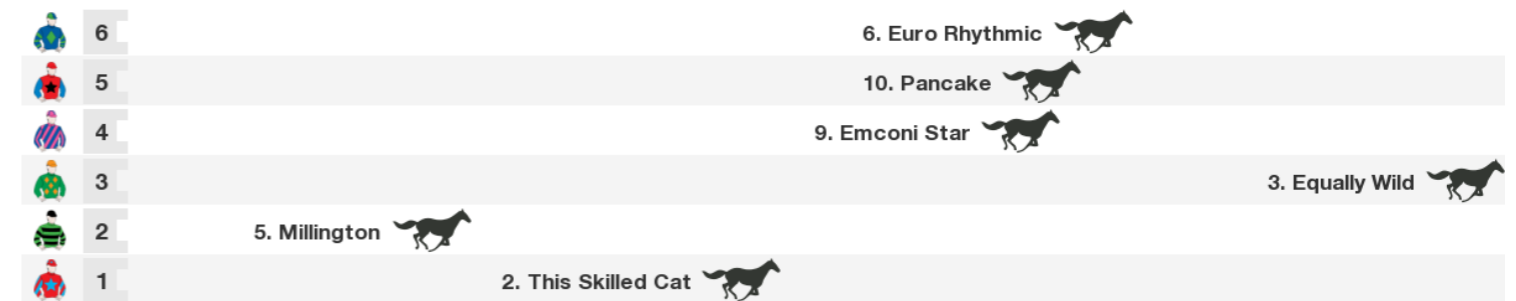 6 6. Euro Rhythmic
5 10. Pancake
4 9. Emconi Star
3 3. Equally Wild
2 5. Millington
1 2. This Skilled Cat